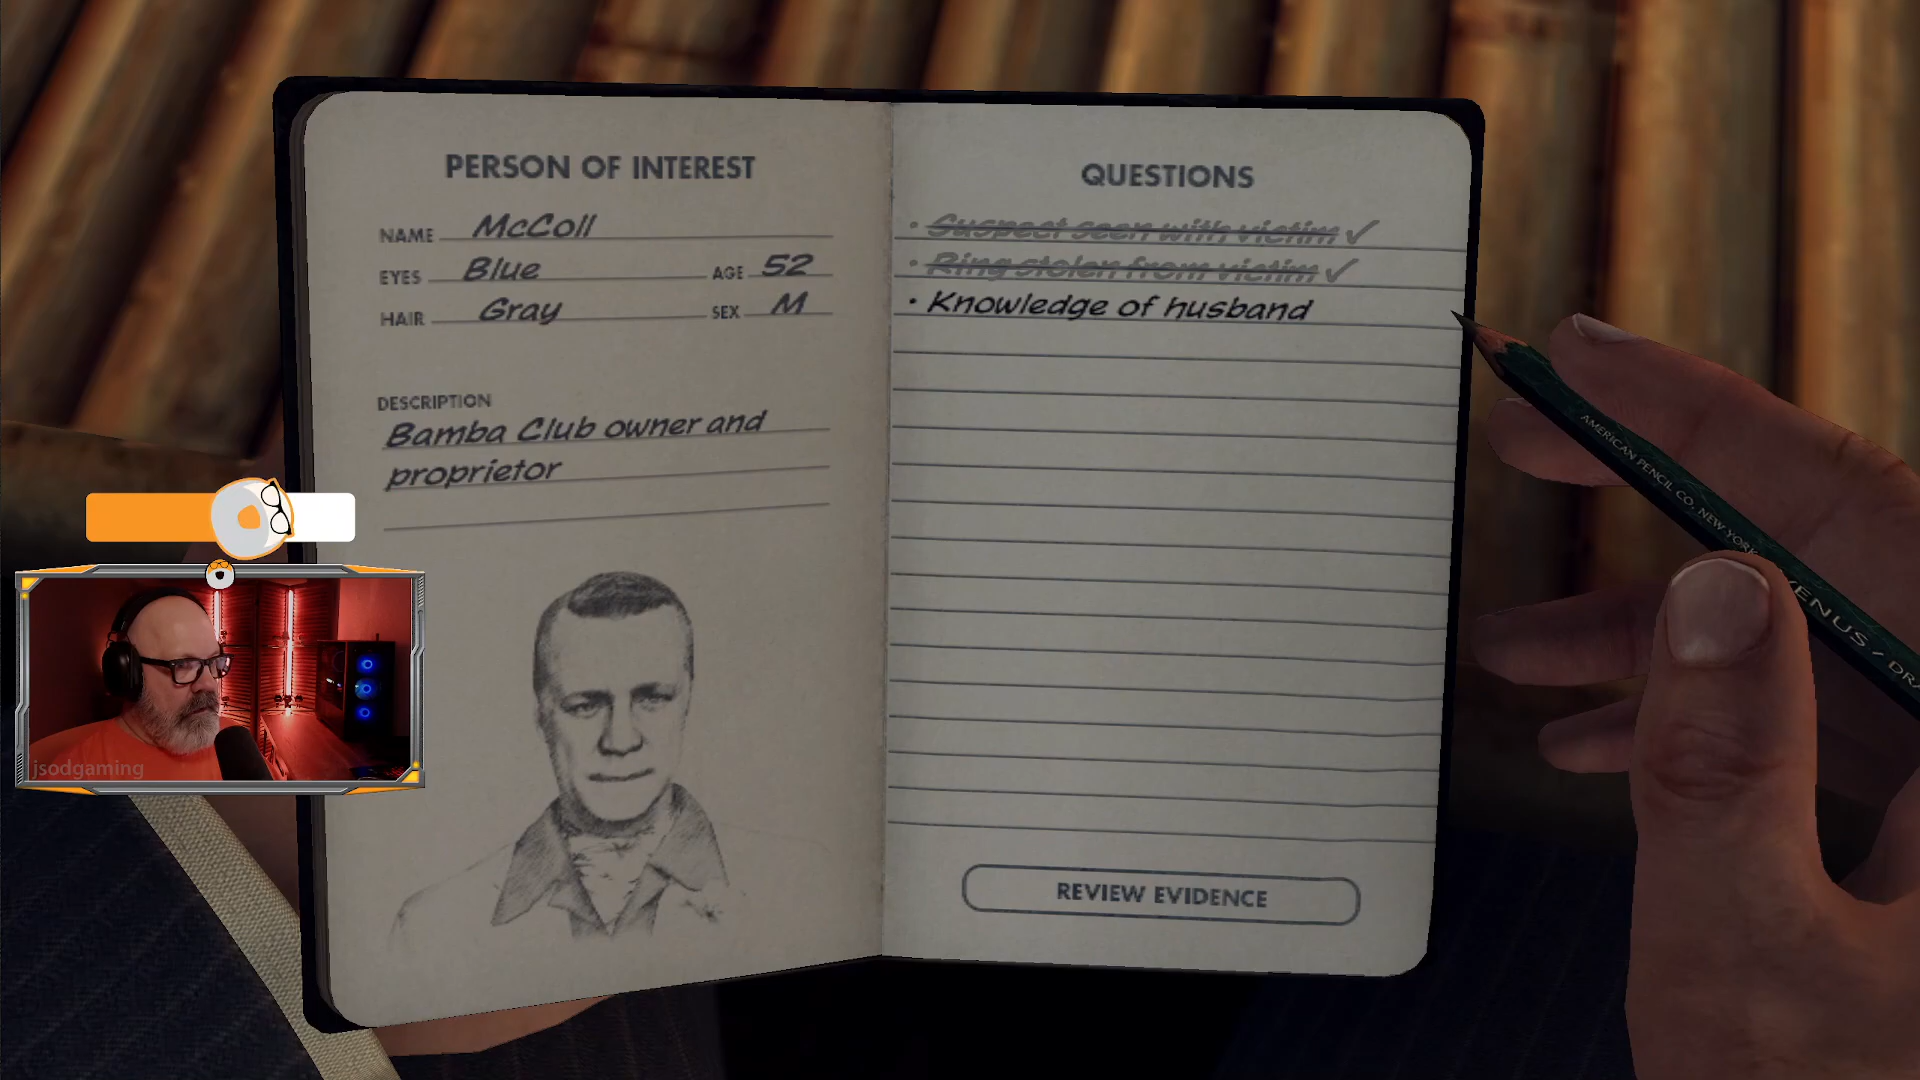 PERSON OF INTEREST
NAME McColl
EYES Blue AGE 52
HAIR Gray SEX M
DESCRIPTION
Bamba Club owner and
proprietor
QUESTIONS
• Suspect seen with victim ✓
• Ring stolen from victim ✓
• Knowledge of husband
REVIEW EVIDENCE
AMERICAN PENCIL CO. NEW YORK
VENUS / DRA
jsodgaming